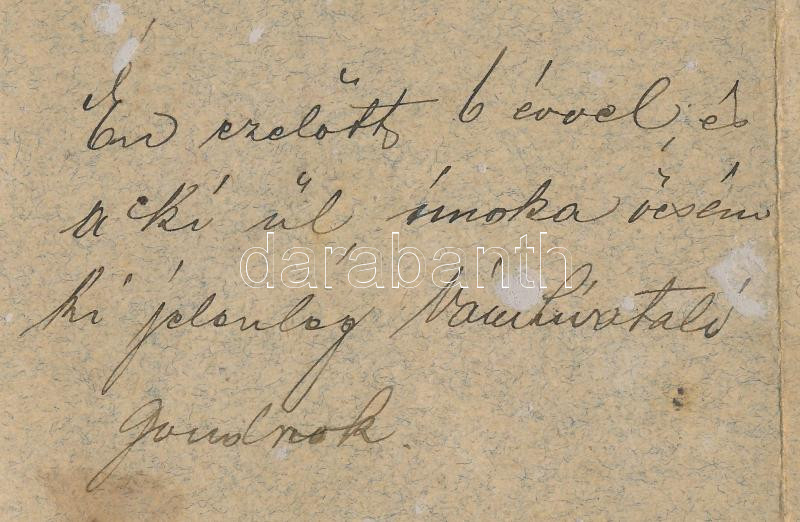 Én ezelőtt 6 évvel, és
a ki ül unoka öcsém
darabanth
ki jelenleg Vámhivatali
gondnok.